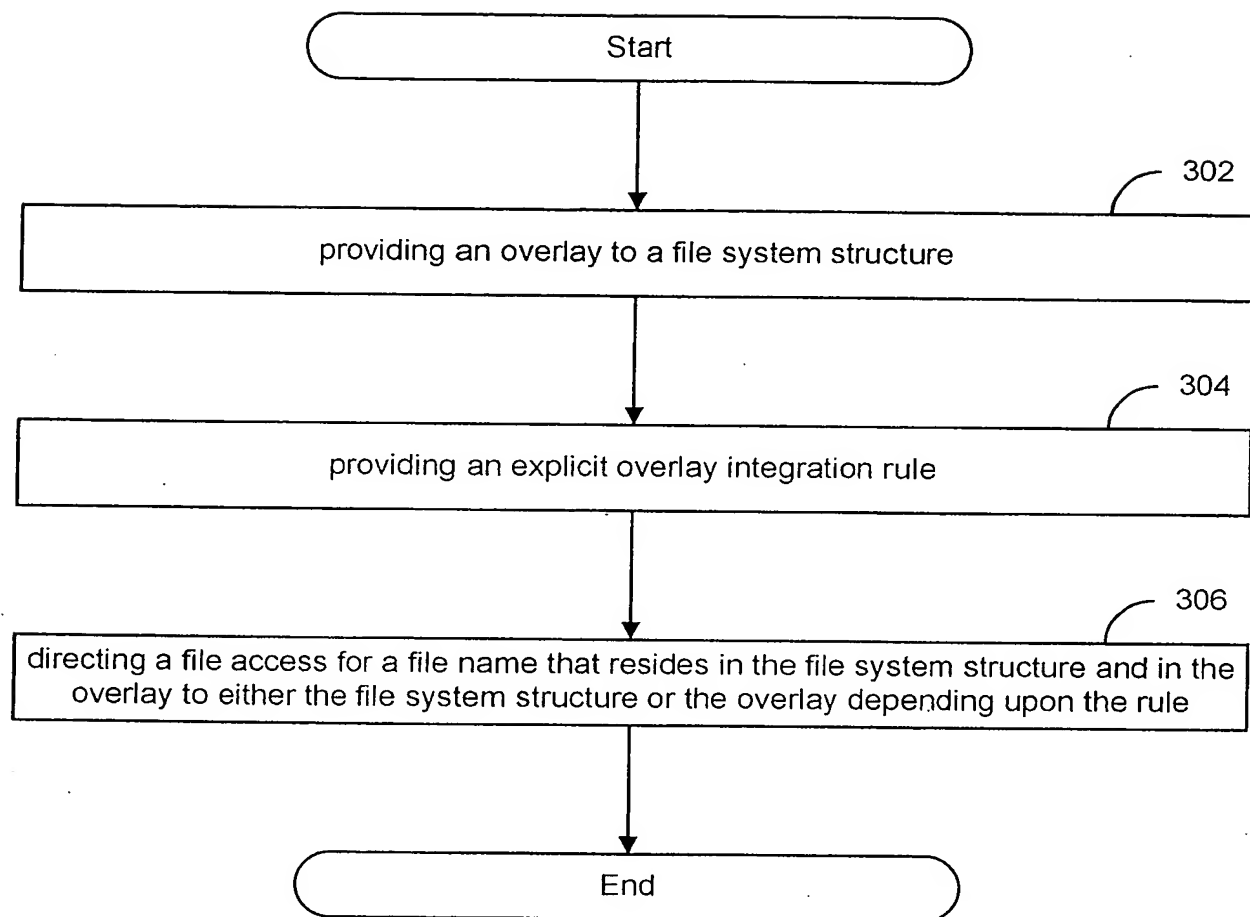 Start
302
providing an overlay to a file system structure
304
providing an explicit overlay integration rule
306
directing a file access for a file name that resides in the file system structure and in the
overlay to either the file system structure or the overlay depending upon the rule
End